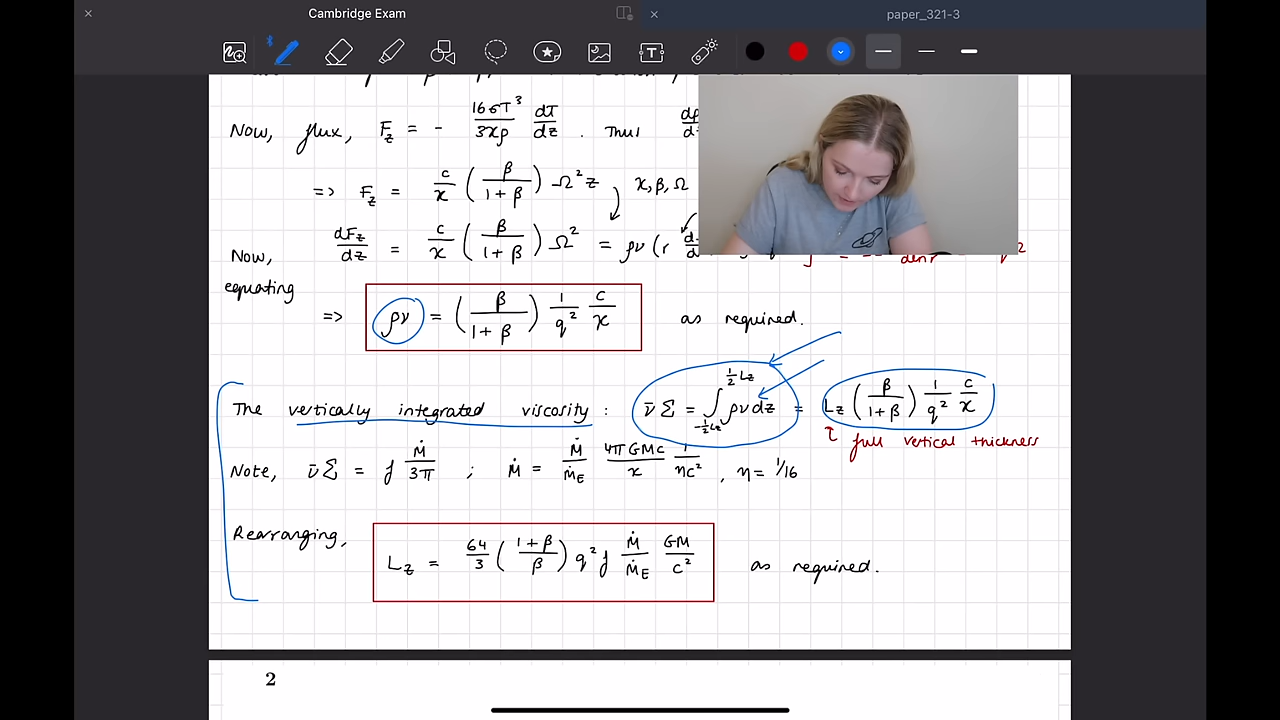 Cambridge Exam
paper_321-3
Now, flux, F_z = - 16σT³/3χρ dT/dz . Thus
=> F_z = c/χ (β/1+β) Ω² z χ, β, Ω
Now, dF_z/dz = c/χ (β/1+β) Ω² = ρν (r
equating
=> ρν = (β/1+β) 1/q² c/χ as required.
The vertically integrated viscosity : ν̄Σ = ∫_{-½Lz}^{½Lz} ρν dz = L_z (β/1+β) 1/q² c/χ
full vertical thickness
Note, ν̄Σ = f Ṁ/3π ; Ṁ = Ṁ/Ṁ_E 4πGMc/χ 1/ηc² , η = 1/16
Rearranging,
L_z = 64/3 (1+β/β) q² f Ṁ/Ṁ_E GM/c² as required.
2